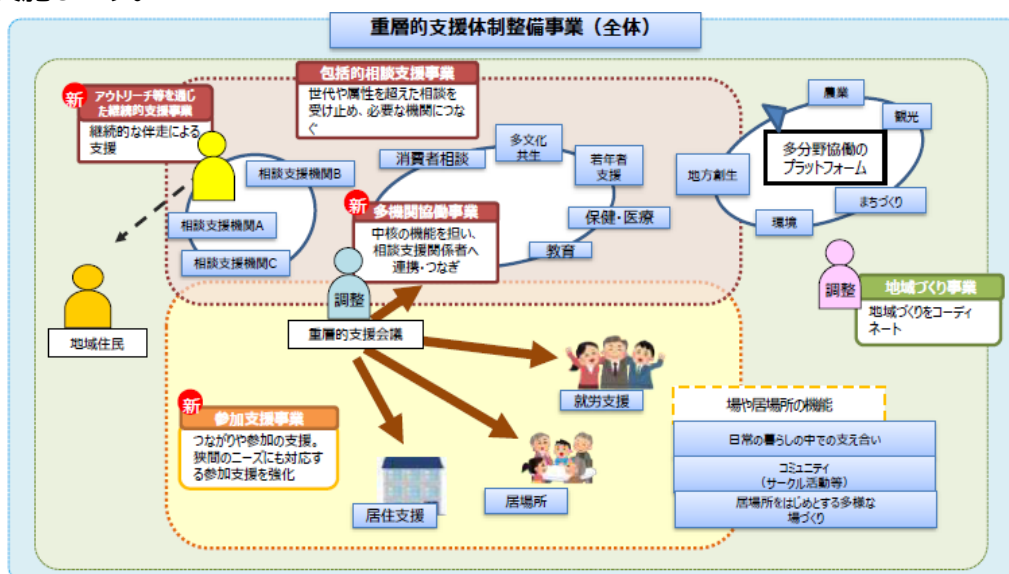 重層的支援体制整備事業（全体）
新
アウトリーチ等を通じ
た継続的支援事業
継続的な伴走による
支援
包括的相談支援事業
世代や属性を超えた相談を
受け止め、必要な機関につな
ぐ
相談支援機関B
相談支援機関A
相談支援機関C
消費者相談
多文化
共生
若年者
支援
保健・医療
教育
新
多機関協働事業
中核の機能を担い、
相談支援関係者へ
連携・つなぎ
農業
観光
多分野協働の
プラットフォーム
地方創生
まちづくり
環境
地域住民
調整
重層的支援会議
調整
地域づくり事業
地域づくりをコーディ
ネート
新
参加支援事業
つながりや参加の支援。
狭間のニーズにも対応す
る参加支援を強化
就労支援
居場所
居住支援
場や居場所の機能
日常の暮らしの中での支え合い
コミュニティ
（サークル活動等）
居場所をはじめとする多様な
場づくり